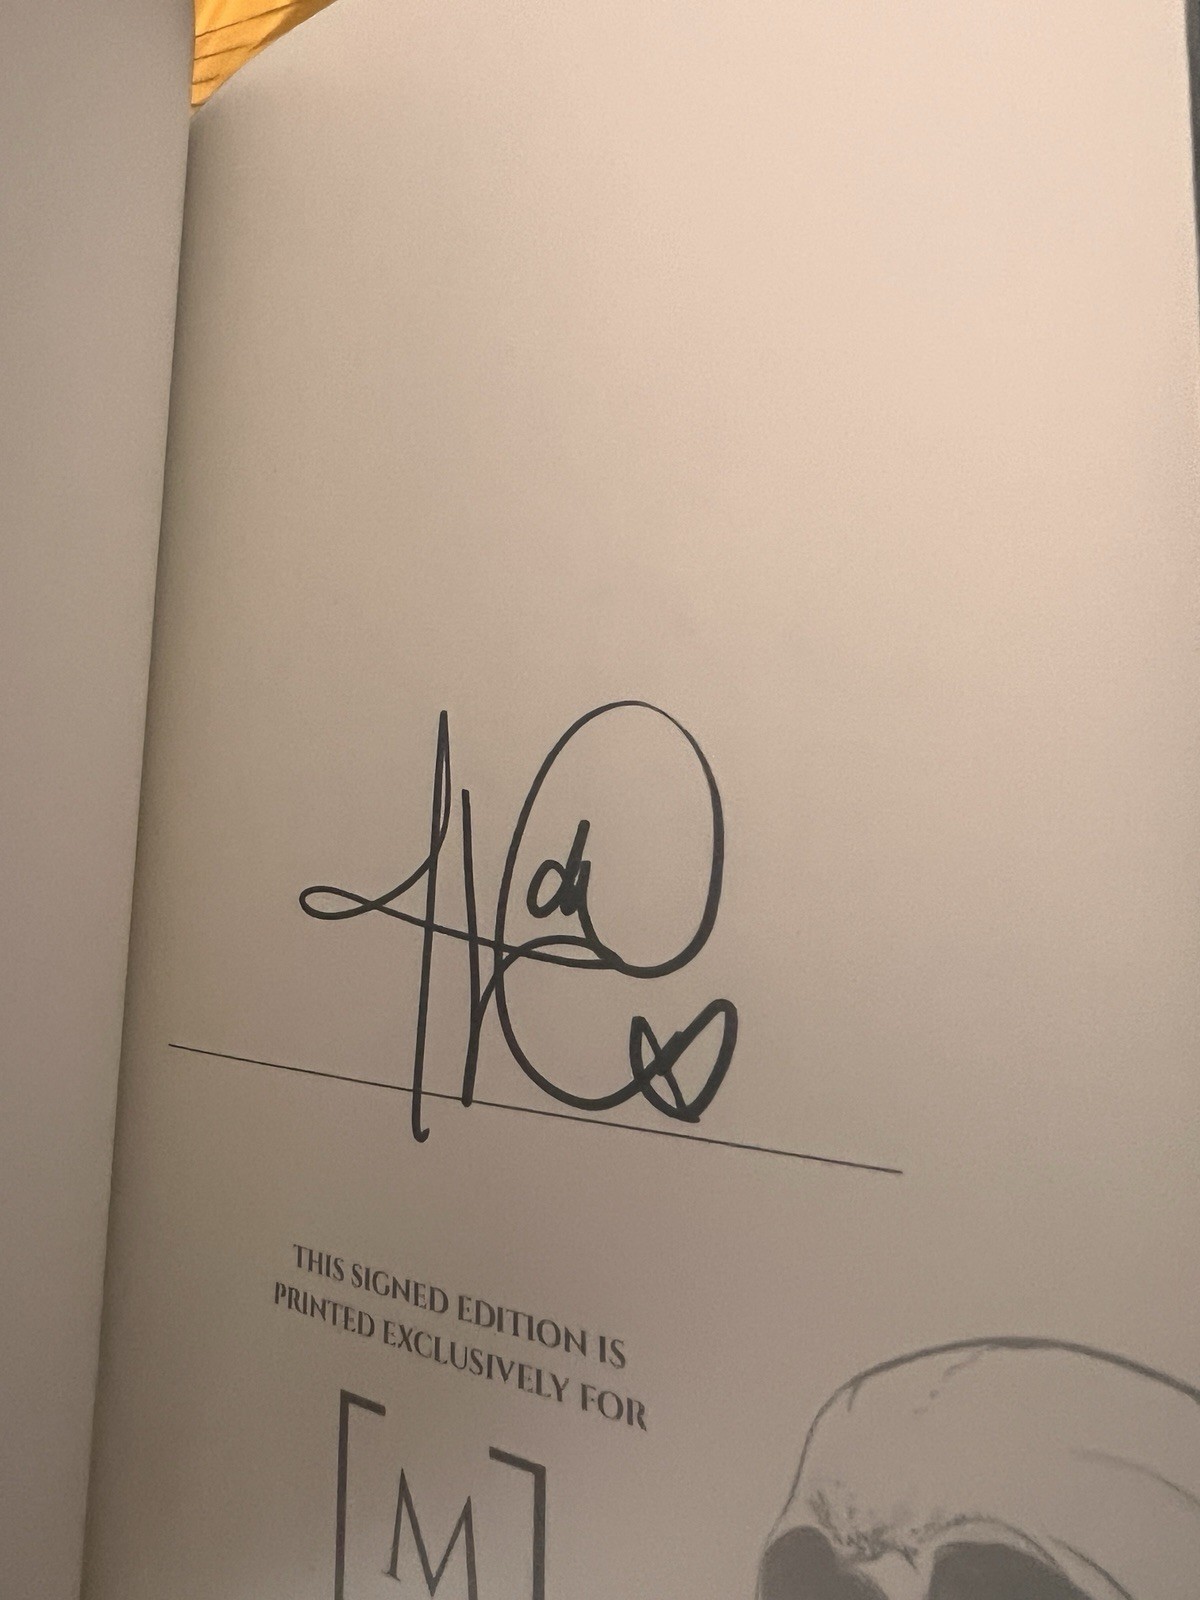 THIS SIGNED EDITION IS
PRINTED EXCLUSIVELY FOR
[M]